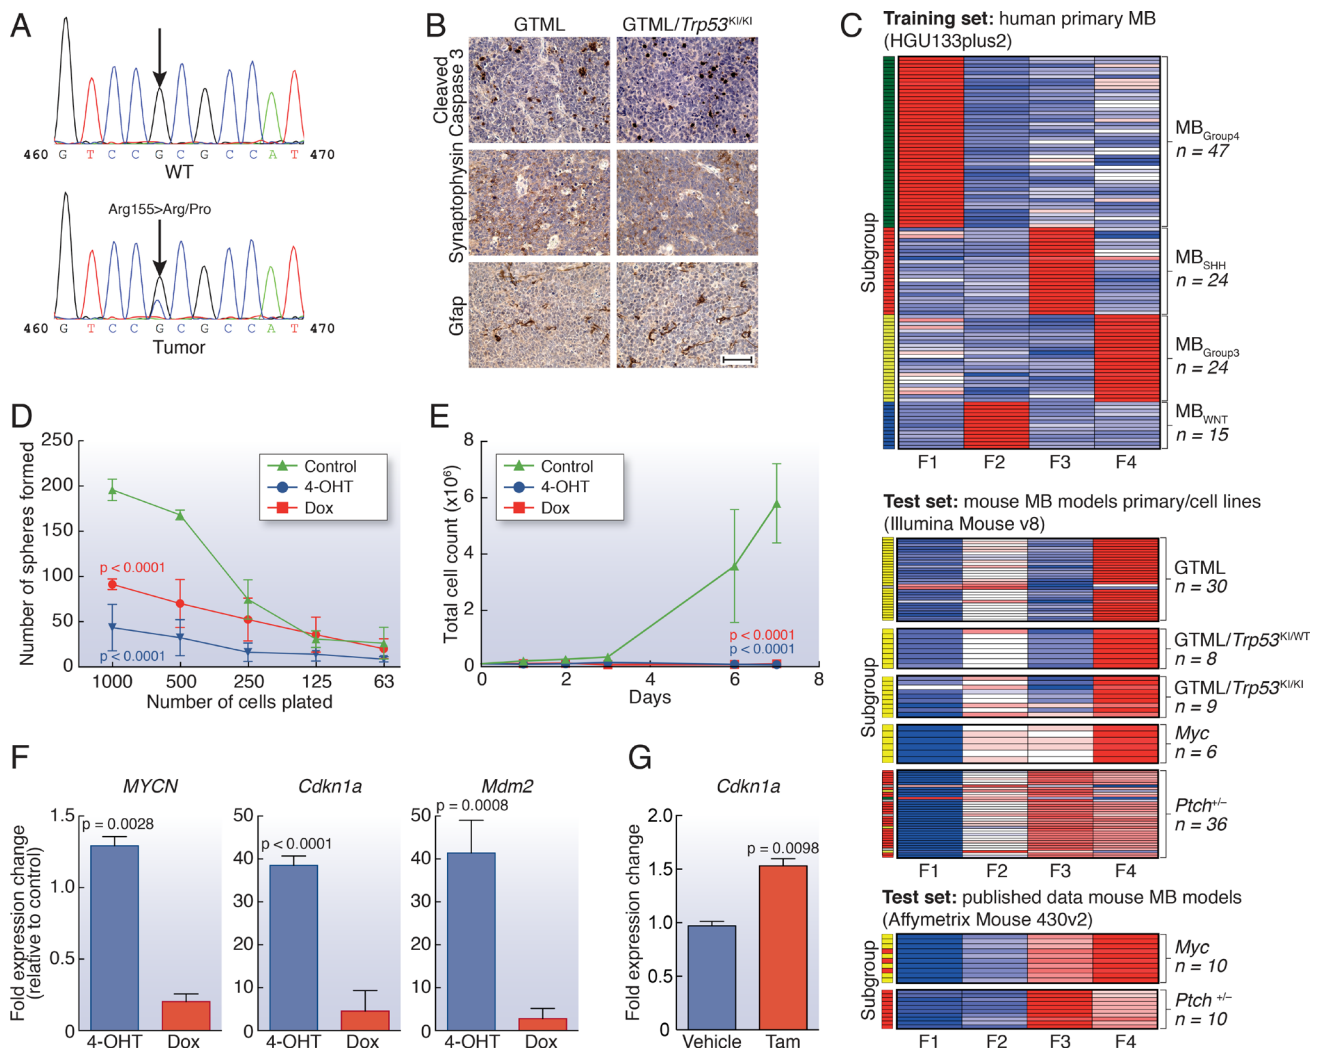 A
460 G T C C G C G C C A T 470
WT
Arg155>Arg/Pro
460 G T C C G C G C C A T 470
Tumor
B
GTML GTML/Trp53KI/KI
Cleaved
Caspase 3
Synaptophysin
Gfap
C
Training set: human primary MB
(HGU133plus2)
Subgroup
MBGroup4
n = 47
MBSHH
n = 24
MBGroup3
n = 24
MBWNT
n = 15
F1 F2 F3 F4
Test set: mouse MB models primary/cell lines
(Illumina Mouse v8)
Subgroup
GTML
n = 30
GTML/Trp53KI/WT
n = 8
GTML/Trp53KI/KI
n = 9
Myc
n = 6
Ptch+/–
n = 36
F1 F2 F3 F4
Test set: published data mouse MB models
(Affymetrix Mouse 430v2)
Subgroup
Myc
n = 10
Ptch +/–
n = 10
F1 F2 F3 F4
D
Number of spheres formed
250
200
150
100
50
0
Control
4-OHT
Dox
p < 0.0001
p < 0.0001
1000 500 250 125 63
Number of cells plated
E
Total cell count (x10⁶)
8
6
4
2
0
Control
4-OHT
Dox
p < 0.0001
p < 0.0001
0 2 4 6 8
Days
F
Fold expression change
(relative to control)
MYCN
1.5
1.0
0.5
0
p = 0.0028
4-OHT Dox
Cdkn1a
50
40
30
20
10
0
p < 0.0001
4-OHT Dox
Mdm2
50
40
30
20
10
0
p = 0.0008
4-OHT Dox
G
Cdkn1a
Fold expression change
2.0
1.5
1.0
0.5
0
p = 0.0098
Vehicle Tam